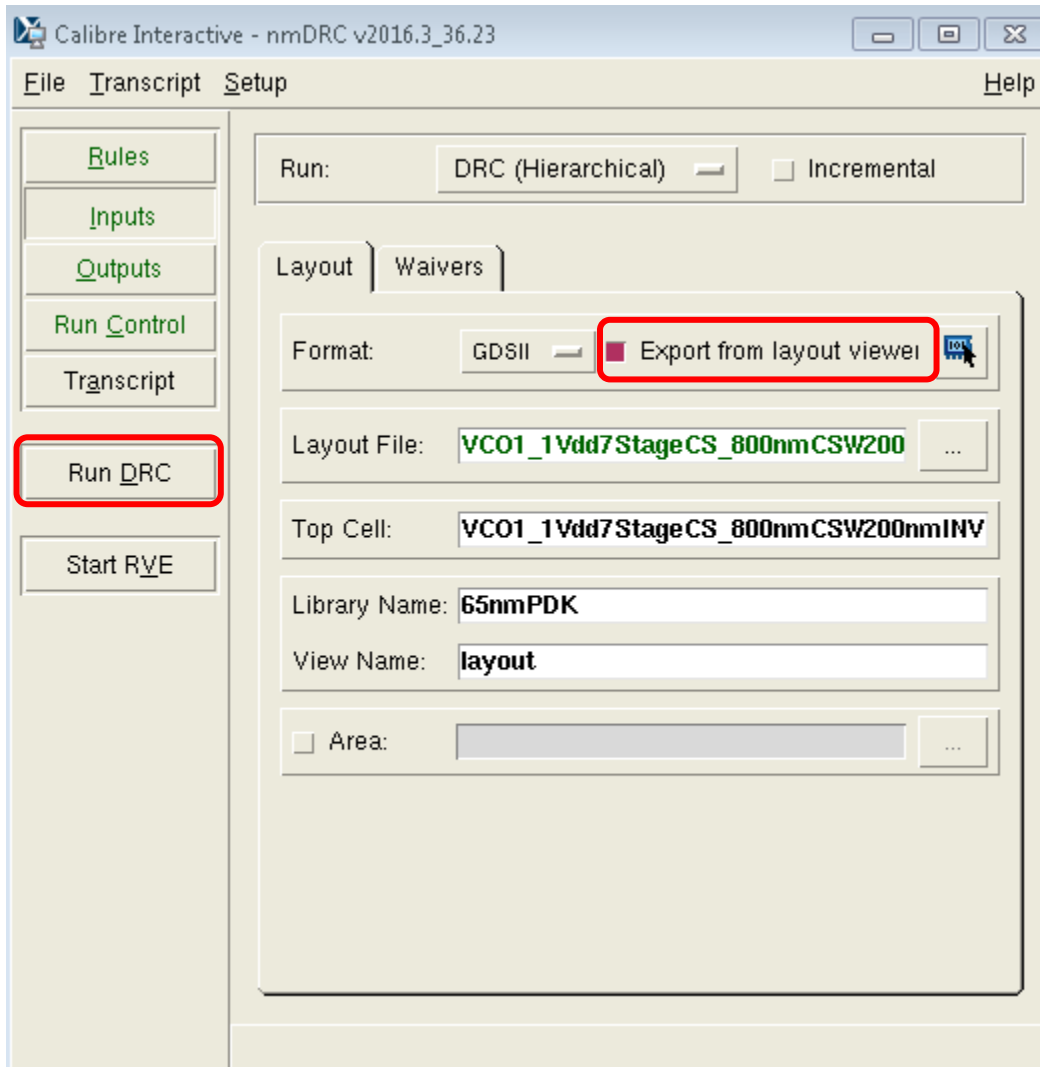 Calibre Interactive - nmDRC v2016.3_36.23
File Transcript Setup Help
Rules
Inputs
Outputs
Run Control
Transcript
Run DRC
Start RVE
Run: DRC (Hierarchical) Incremental
Layout Waivers
Format: GDSII Export from layout viewer
Layout File: VCO1_1Vdd7StageCS_800nmCSW200 ...
Top Cell: VCO1_1Vdd7StageCS_800nmCSW200nmINV
Library Name: 65nmPDK
View Name: layout
Area: ...